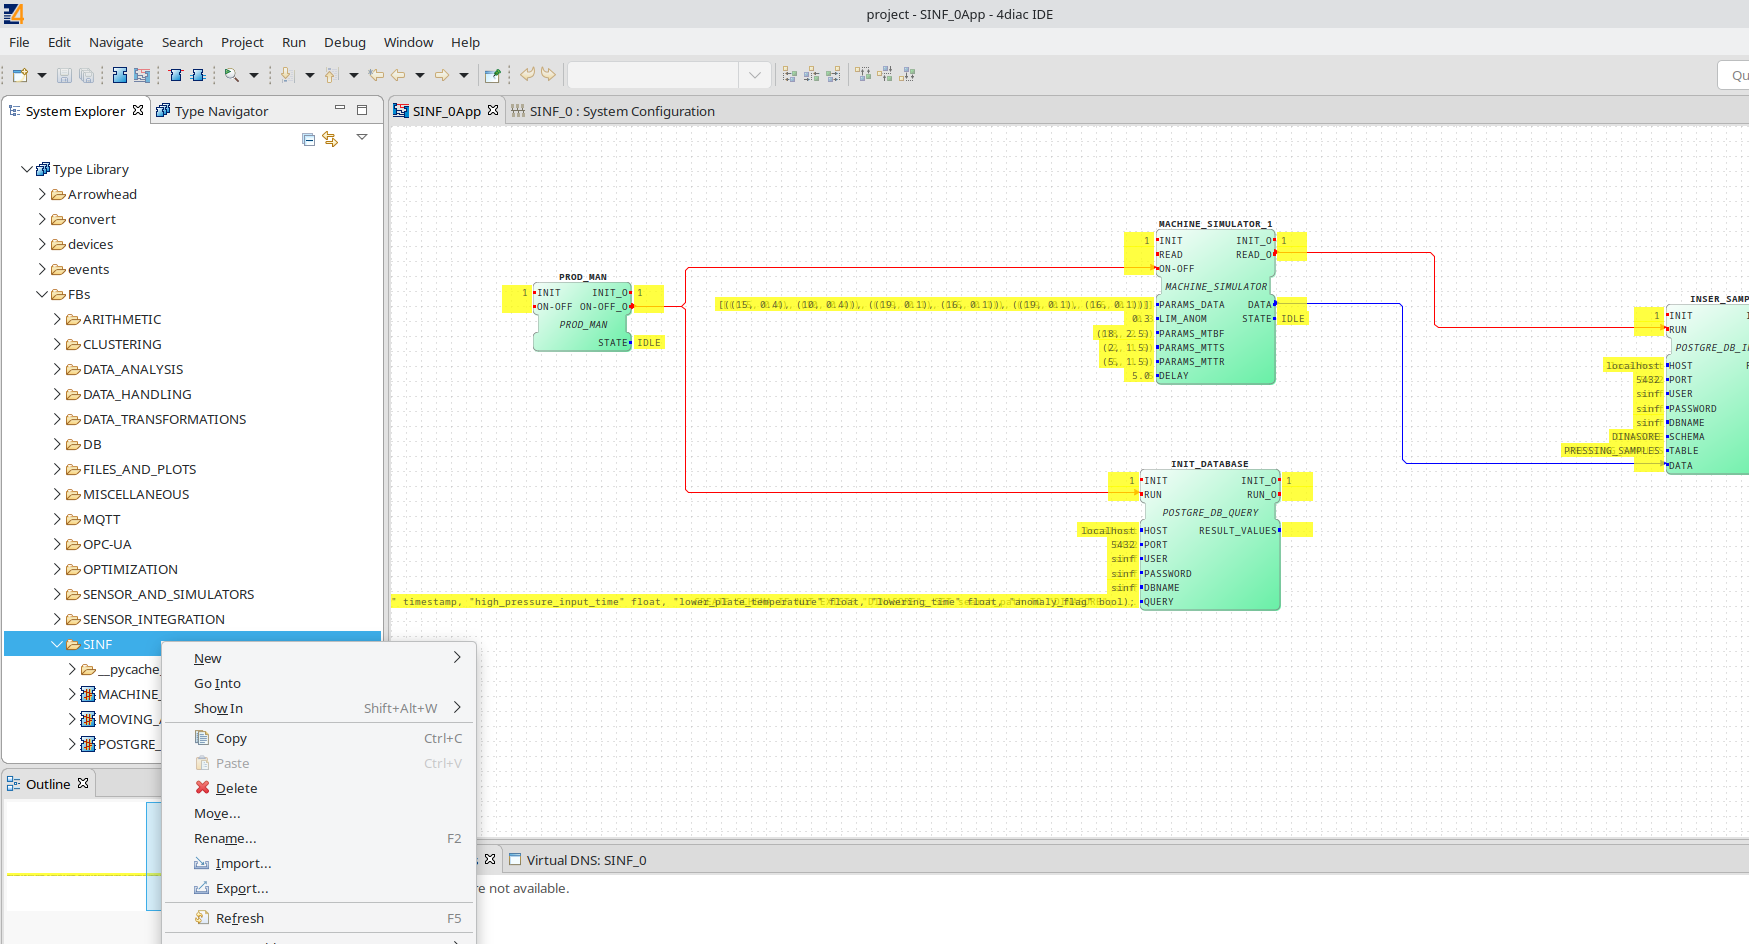 project - SINF_0App - 4diac IDE
File Edit Navigate Search Project Run Debug Window Help
Qu
System Explorer Type Navigator
SINF_0App SINF_0 : System Configuration
Type Library
Arrowhead
convert
devices
events
FBs
ARITHMETIC
CLUSTERING
DATA_ANALYSIS
DATA_HANDLING
DATA_TRANSFORMATIONS
DB
FILES_AND_PLOTS
MISCELLANEOUS
MQTT
OPC-UA
OPTIMIZATION
SENSOR_AND_SIMULATORS
SENSOR_INTEGRATION
SINF
__pycache_
MACHINE_
MOVING_
POSTGRE_
New
Go Into
Show In Shift+Alt+W
Copy Ctrl+C
Paste Ctrl+V
Delete
Move...
Rename... F2
Import...
Export...
Refresh F5
Outline
PROD_MAN
1 INIT INIT_O 1
ON-OFF ON-OFF_O
PROD_MAN
STATE IDLE
MACHINE_SIMULATOR_1
1 INIT INIT_O 1
READ READ_O
ON-OFF
MACHINE_SIMULATOR
[((15, 0.4), (10, 0.4)), ((19, 0.1), (16, 0.1)), ((19, 0.1), (16, 0.1))] PARAMS_DATA DATA
0.3 LIM_ANOM STATE IDLE
(18, 2.5) PARAMS_MTBF
(2, 1.5) PARAMS_MTTS
(5, 1.5) PARAMS_MTTR
5.0 DELAY
INIT_DATABASE
1 INIT INIT_O 1
RUN RUN_O
POSTGRE_DB_QUERY
localhost HOST RESULT_VALUES
5432 PORT
sinf USER
sinf PASSWORD
sinf DBNAME
" timestamp, "high_pressure_input_time" float, "lower_plate_temperature" float, "lowering_time" float, "anomaly_flag" bool); QUERY
INSER_SAMP
1 INIT I
RUN
POSTGRE_DB_I
localhost HOST
5432 PORT
sinf USER
sinf PASSWORD
sinf DBNAME
DINASORE SCHEMA
PRESSING_SAMPLES TABLE
DATA
Virtual DNS: SINF_0
re not available.